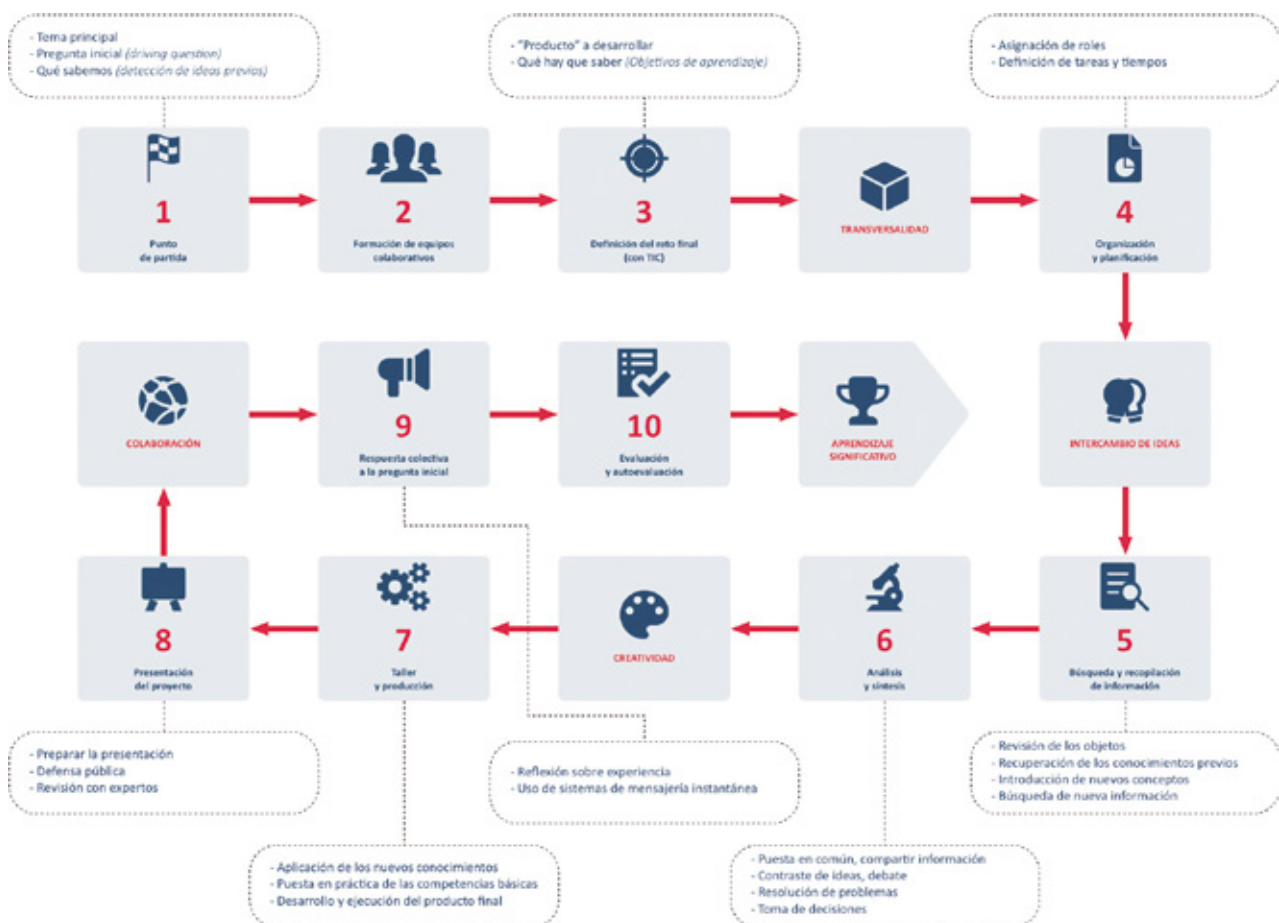 - Tema principal
- Pregunta inicial (driving question)
- Qué sabemos (detección de ideas previos)
- "Producto" a desarrollar
- Qué hay que saber (Objetivos de aprendizaje)
- Asignación de roles
- Definición de tareas y tiempos
1
Punto
de partida
2
Formación de equipos
colaborativos
3
Definición del reto final
(con TIC)
TRANSVERSALIDAD
4
Organización
y planificación
COLABORACIÓN
9
Respuesta colectiva
a la pregunta inicial
10
Evaluación
y autoevaluación
APRENDIZAJE
SIGNIFICATIVO
INTERCAMBIO DE IDEAS
8
Presentación
del proyecto
7
Taller
y producción
CREATIVIDAD
6
Análisis
y síntesis
5
Búsqueda y recopilación
de información
- Preparar la presentación
- Defensa pública
- Revisión con expertos
- Reflexión sobre experiencia
- Uso de sistemas de mensajería instantánea
- Revisión de los objetos
- Recuperación de los conocimientos previos
- Introducción de nuevos conceptos
- Búsqueda de nueva información
- Aplicación de los nuevos conocimientos
- Puesta en práctica de las competencias básicas
- Desarrollo y ejecución del producto final
- Puesta en común, compartir información
- Contraste de ideas, debate
- Resolución de problemas
- Toma de decisiones